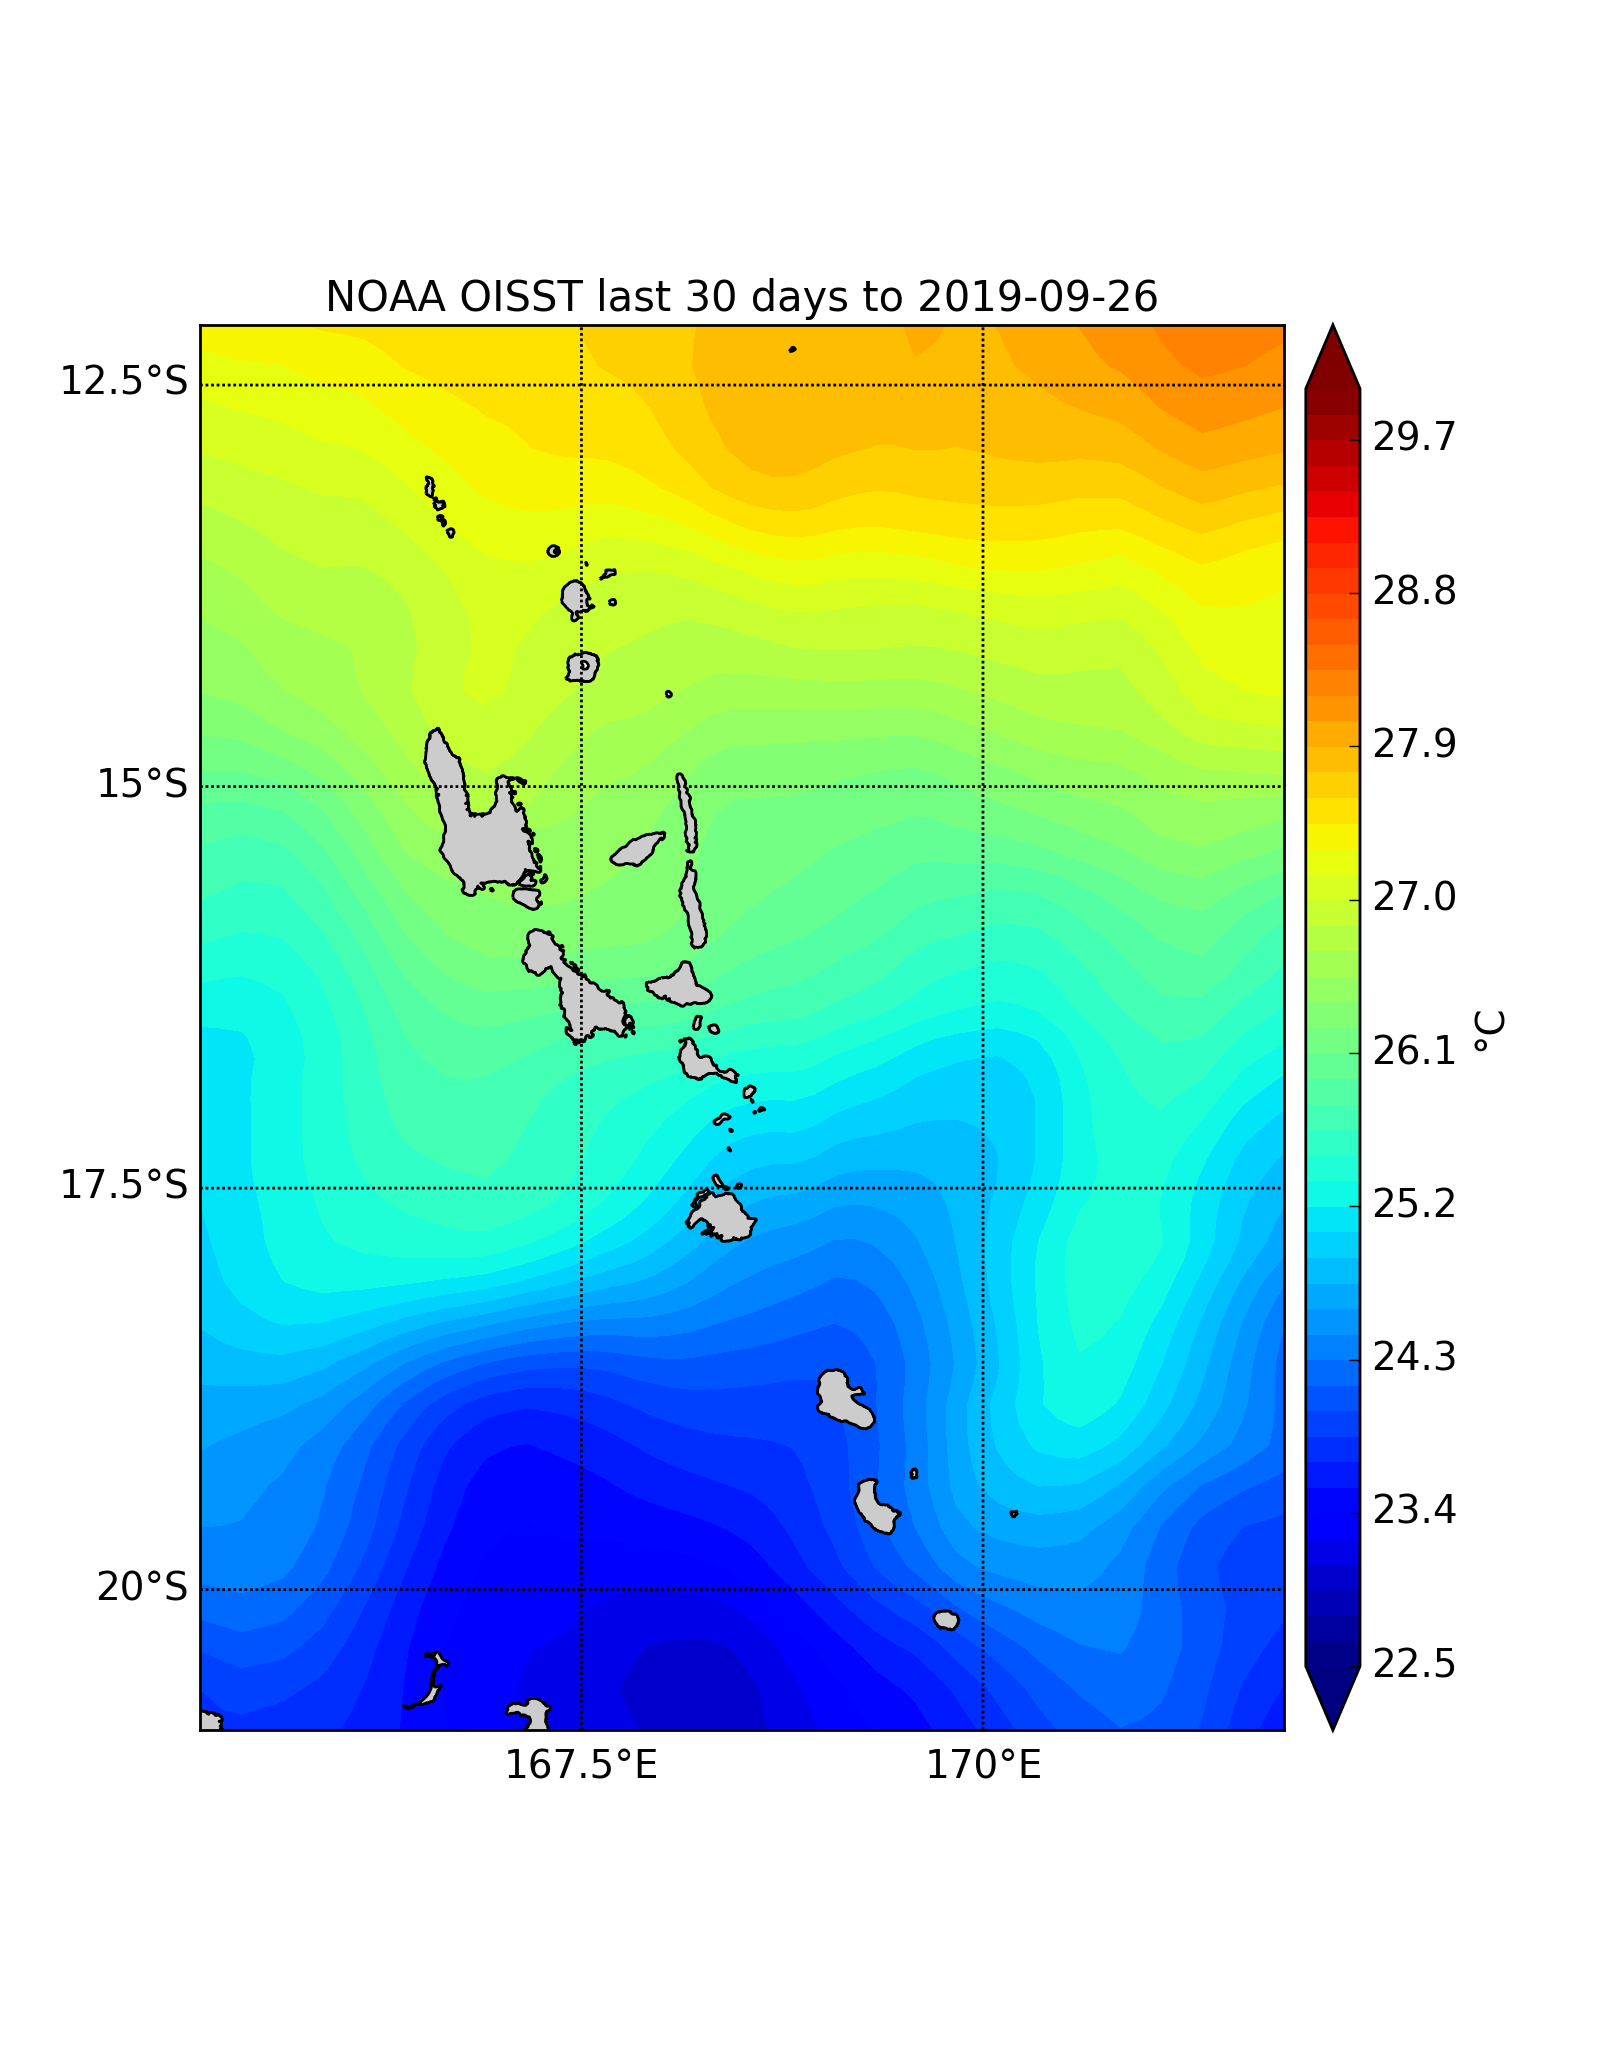 NOAA OISST last 30 days to 2019-09-26
12.5°S
15°S
17.5°S
20°S
167.5°E
170°E
29.7
28.8
27.9
27.0
26.1
25.2
24.3
23.4
22.5
°C